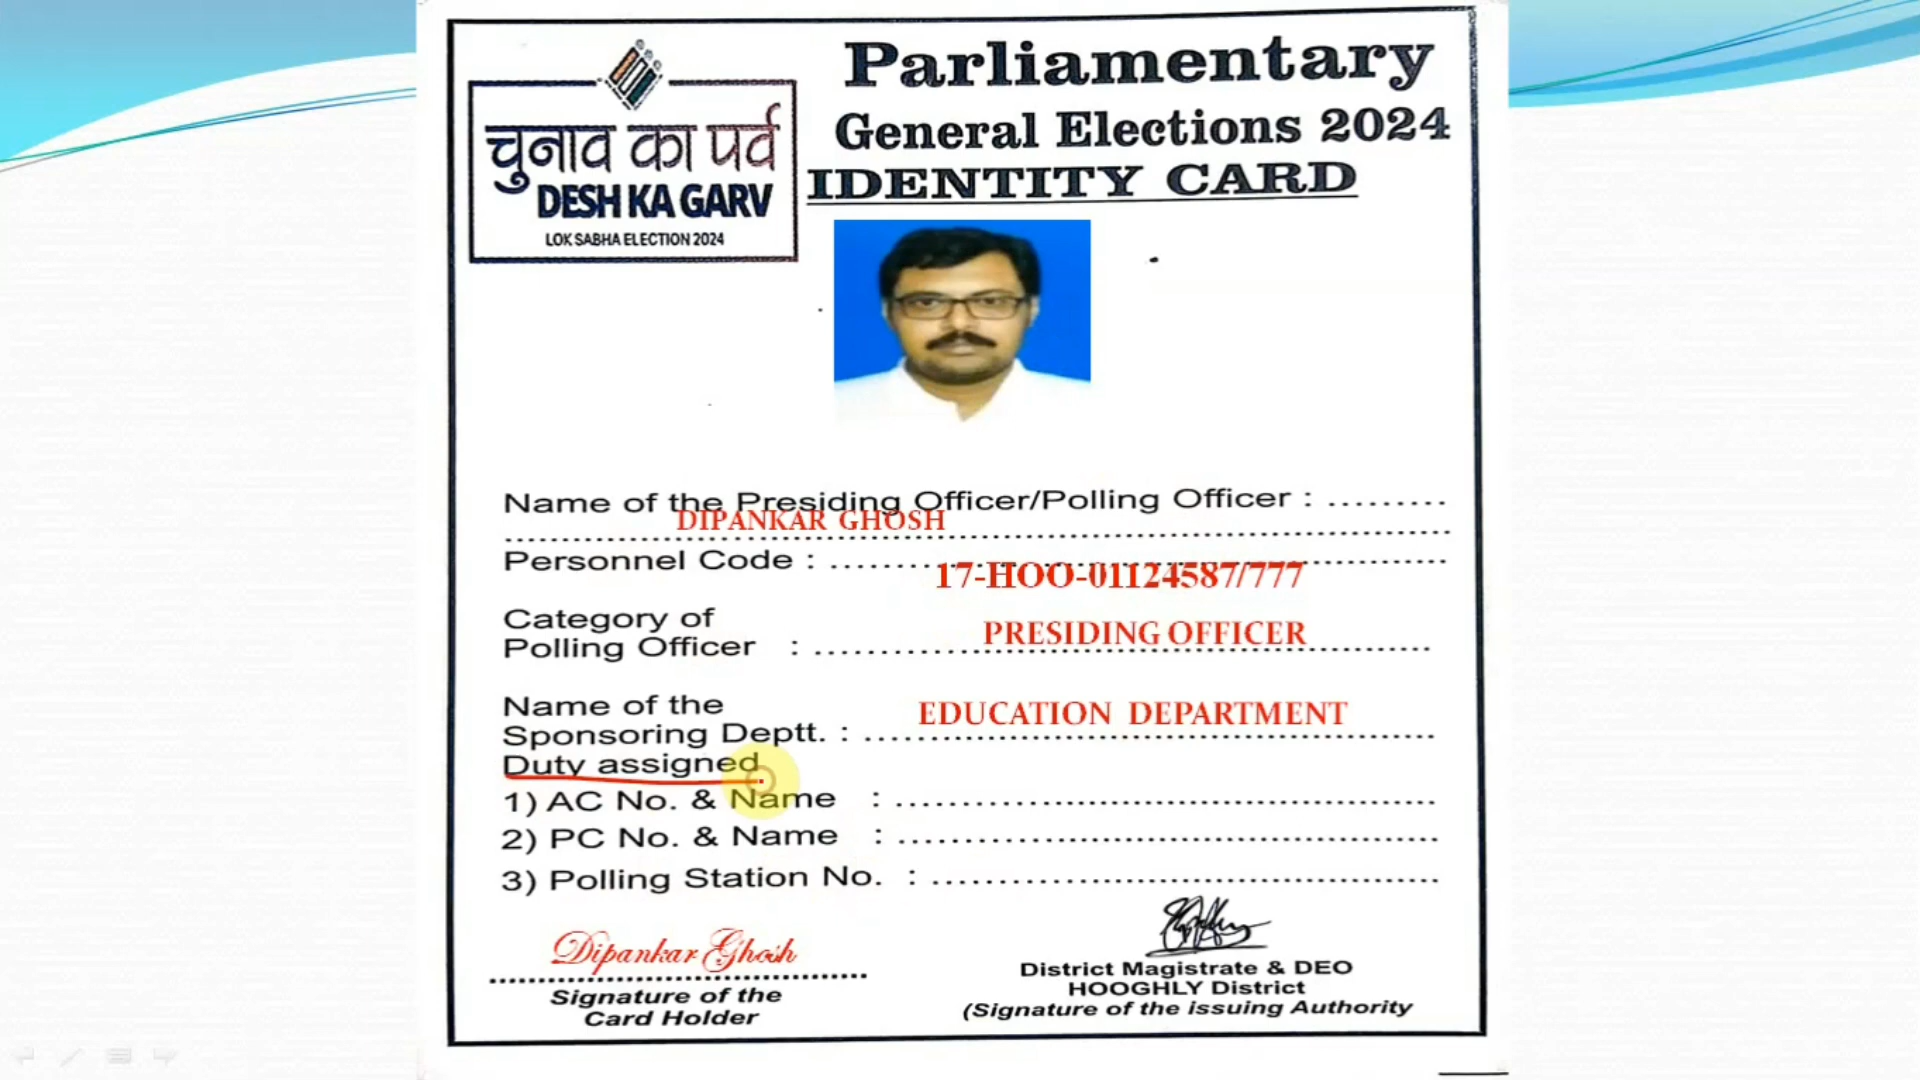 चुनाव का पर्व
DESH KA GARV
LOK SABHA ELECTION 2024
Parliamentary
General Elections 2024
IDENTITY CARD
Name of the Presiding Officer/Polling Officer : .........
DIPANKAR GHOSH
Personnel Code : 17-HOO-01124587/777
Category of
Polling Officer : PRESIDING OFFICER
Name of the
Sponsoring Deptt. : EDUCATION DEPARTMENT
Duty assigned
1) AC No. & Name : ..........
2) PC No. & Name : ..........
3) Polling Station No. : ..........
Dipankar Ghosh
Signature of the
Card Holder
District Magistrate & DEO
HOOGHLY District
(Signature of the issuing Authority